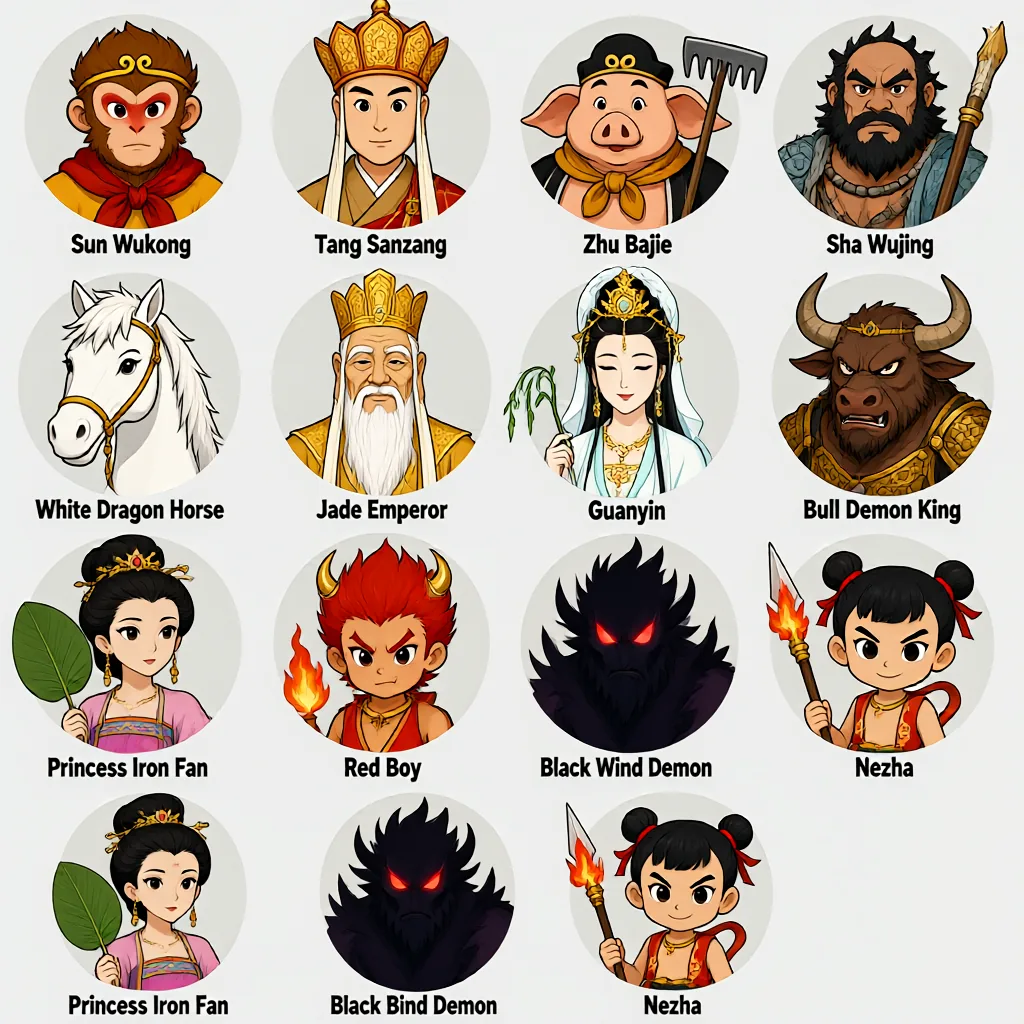 Sun Wukong
Tang Sanzang
Zhu Bajie
Sha Wujing
White Dragon Horse
Jade Emperor
Guanyin
Bull Demon King
Princess Iron Fan
Red Boy
Black Wind Demon
Nezha
Princess Iron Fan
Black Bind Demon
Nezha